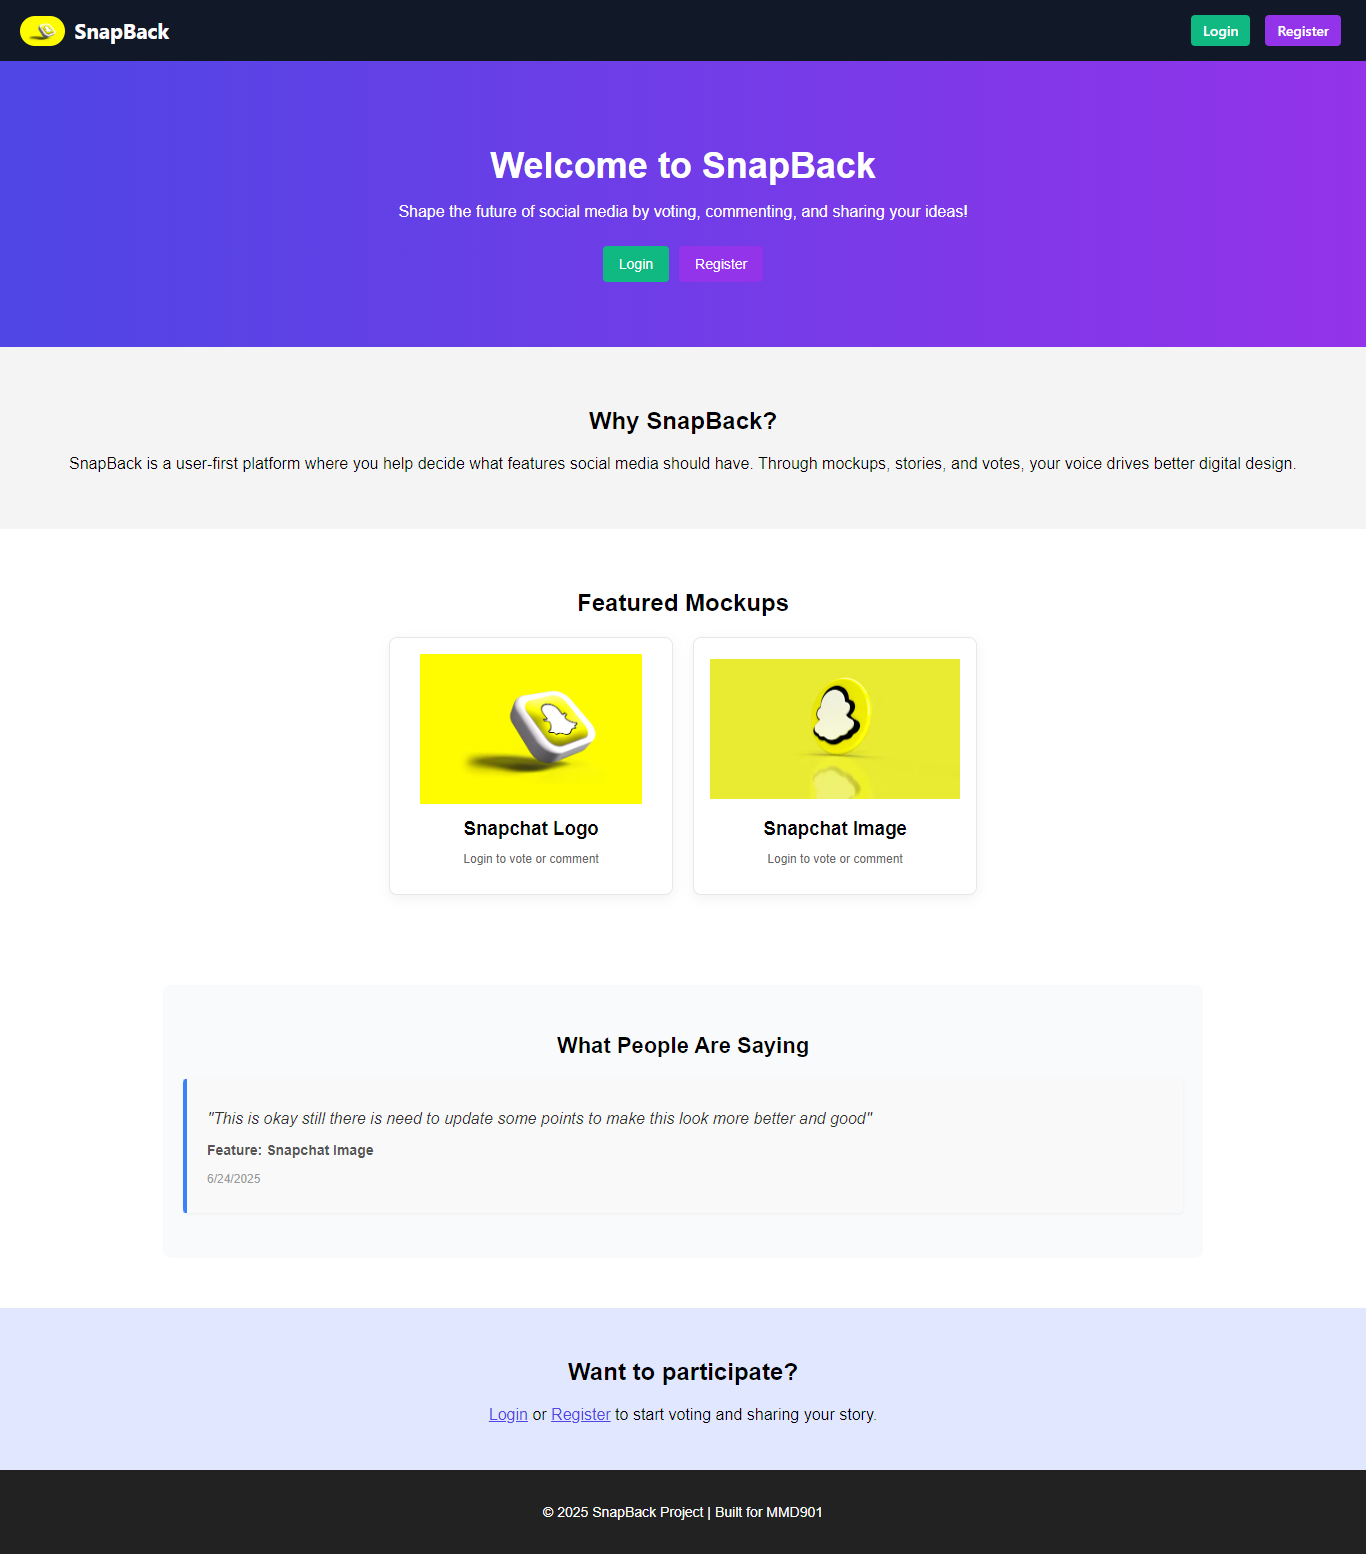 SnapBack
Login
Register
Welcome to SnapBack
Shape the future of social media by voting, commenting, and sharing your ideas!
Login
Register
Why SnapBack?
SnapBack is a user-first platform where you help decide what features social media should have. Through mockups, stories, and votes, your voice drives better digital design.
Featured Mockups
Snapchat Logo
Login to vote or comment
Snapchat Image
Login to vote or comment
What People Are Saying
"This is okay still there is need to update some points to make this look more better and good"
Feature: Snapchat Image
6/24/2025
Want to participate?
Login or Register to start voting and sharing your story.
© 2025 SnapBack Project | Built for MMD901